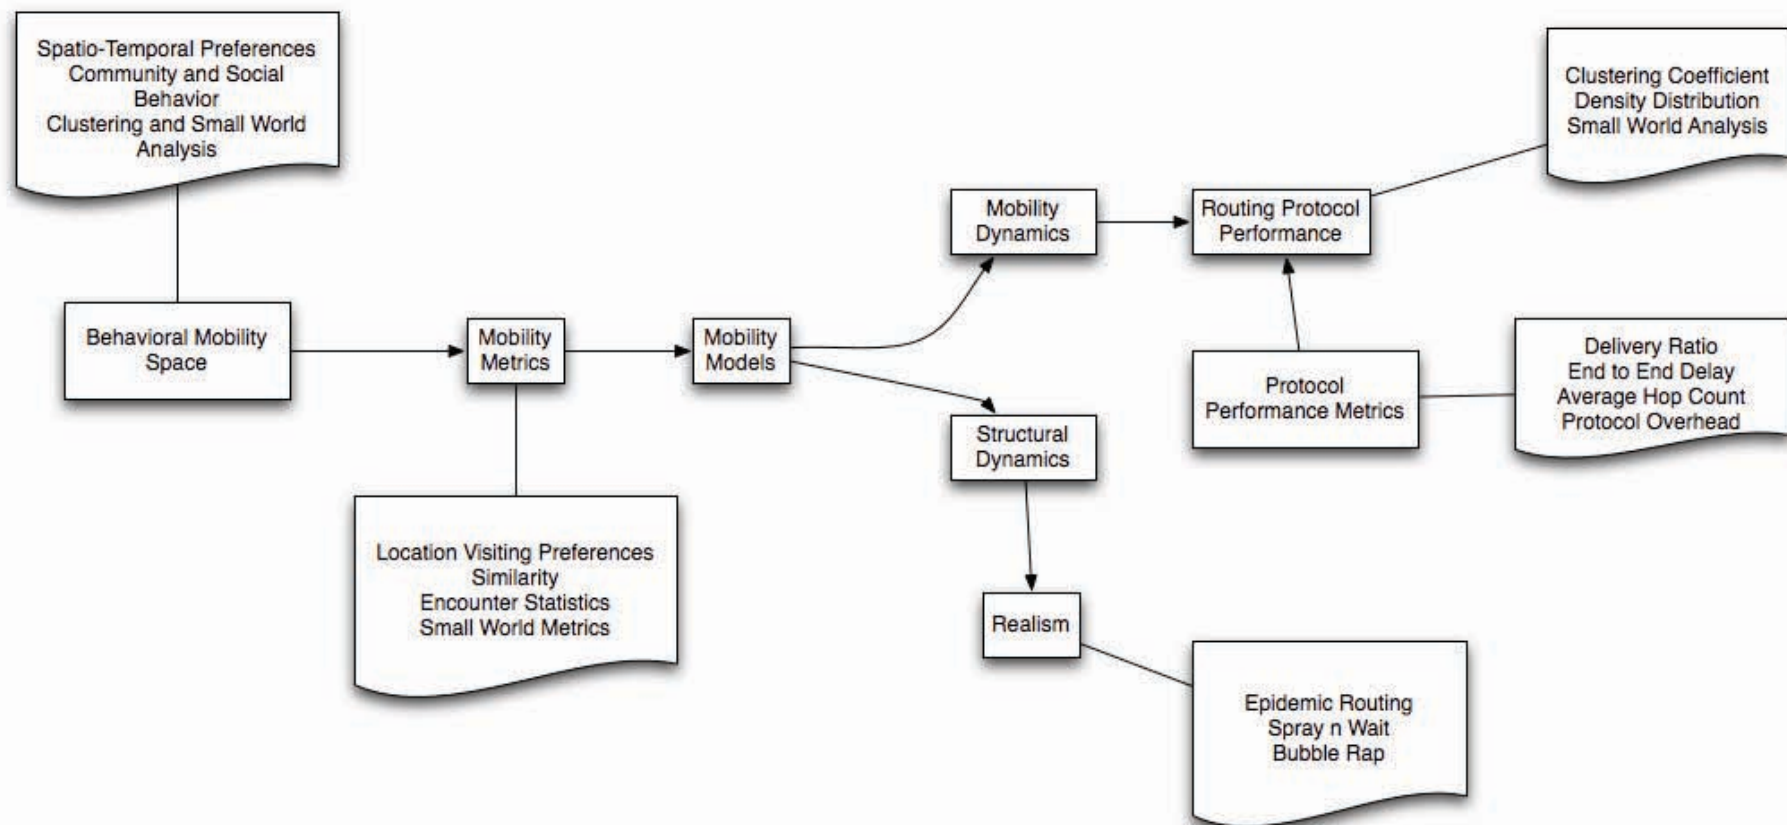 Spatio-Temporal Preferences
Community and Social
Behavior
Clustering and Small World
Analysis
Behavioral Mobility
Space
Mobility
Metrics
Location Visiting Preferences
Similarity
Encounter Statistics
Small World Metrics
Mobility
Models
Mobility
Dynamics
Structural
Dynamics
Realism
Epidemic Routing
Spray n Wait
Bubble Rap
Routing Protocol
Performance
Clustering Coefficient
Density Distribution
Small World Analysis
Protocol
Performance Metrics
Delivery Ratio
End to End Delay
Average Hop Count
Protocol Overhead